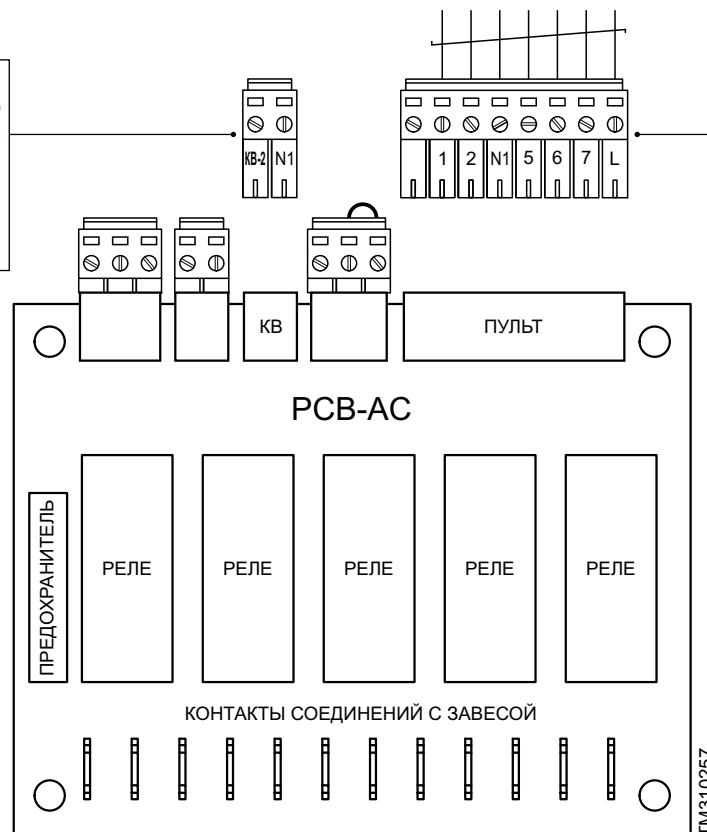 КВ-2 N1
1 2 N1 5 6 7 L
КВ
ПУЛЬТ
PCB-AC
ПРЕДОХРАНИТЕЛЬ
РЕЛЕ РЕЛЕ РЕЛЕ РЕЛЕ РЕЛЕ
КОНТАКТЫ СОЕДИНЕНИЙ С ЗАВЕСОЙ
ТМ310257